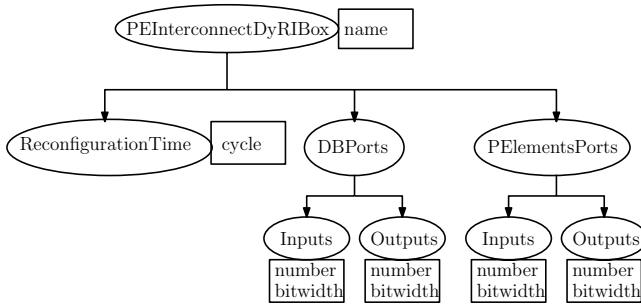 PEInterconnectDyRIBox name
ReconfigurationTime cycle DBPorts PElementsPorts
Inputs Outputs Inputs Outputs
number number number number
bitwidth bitwidth bitwidth bitwidth